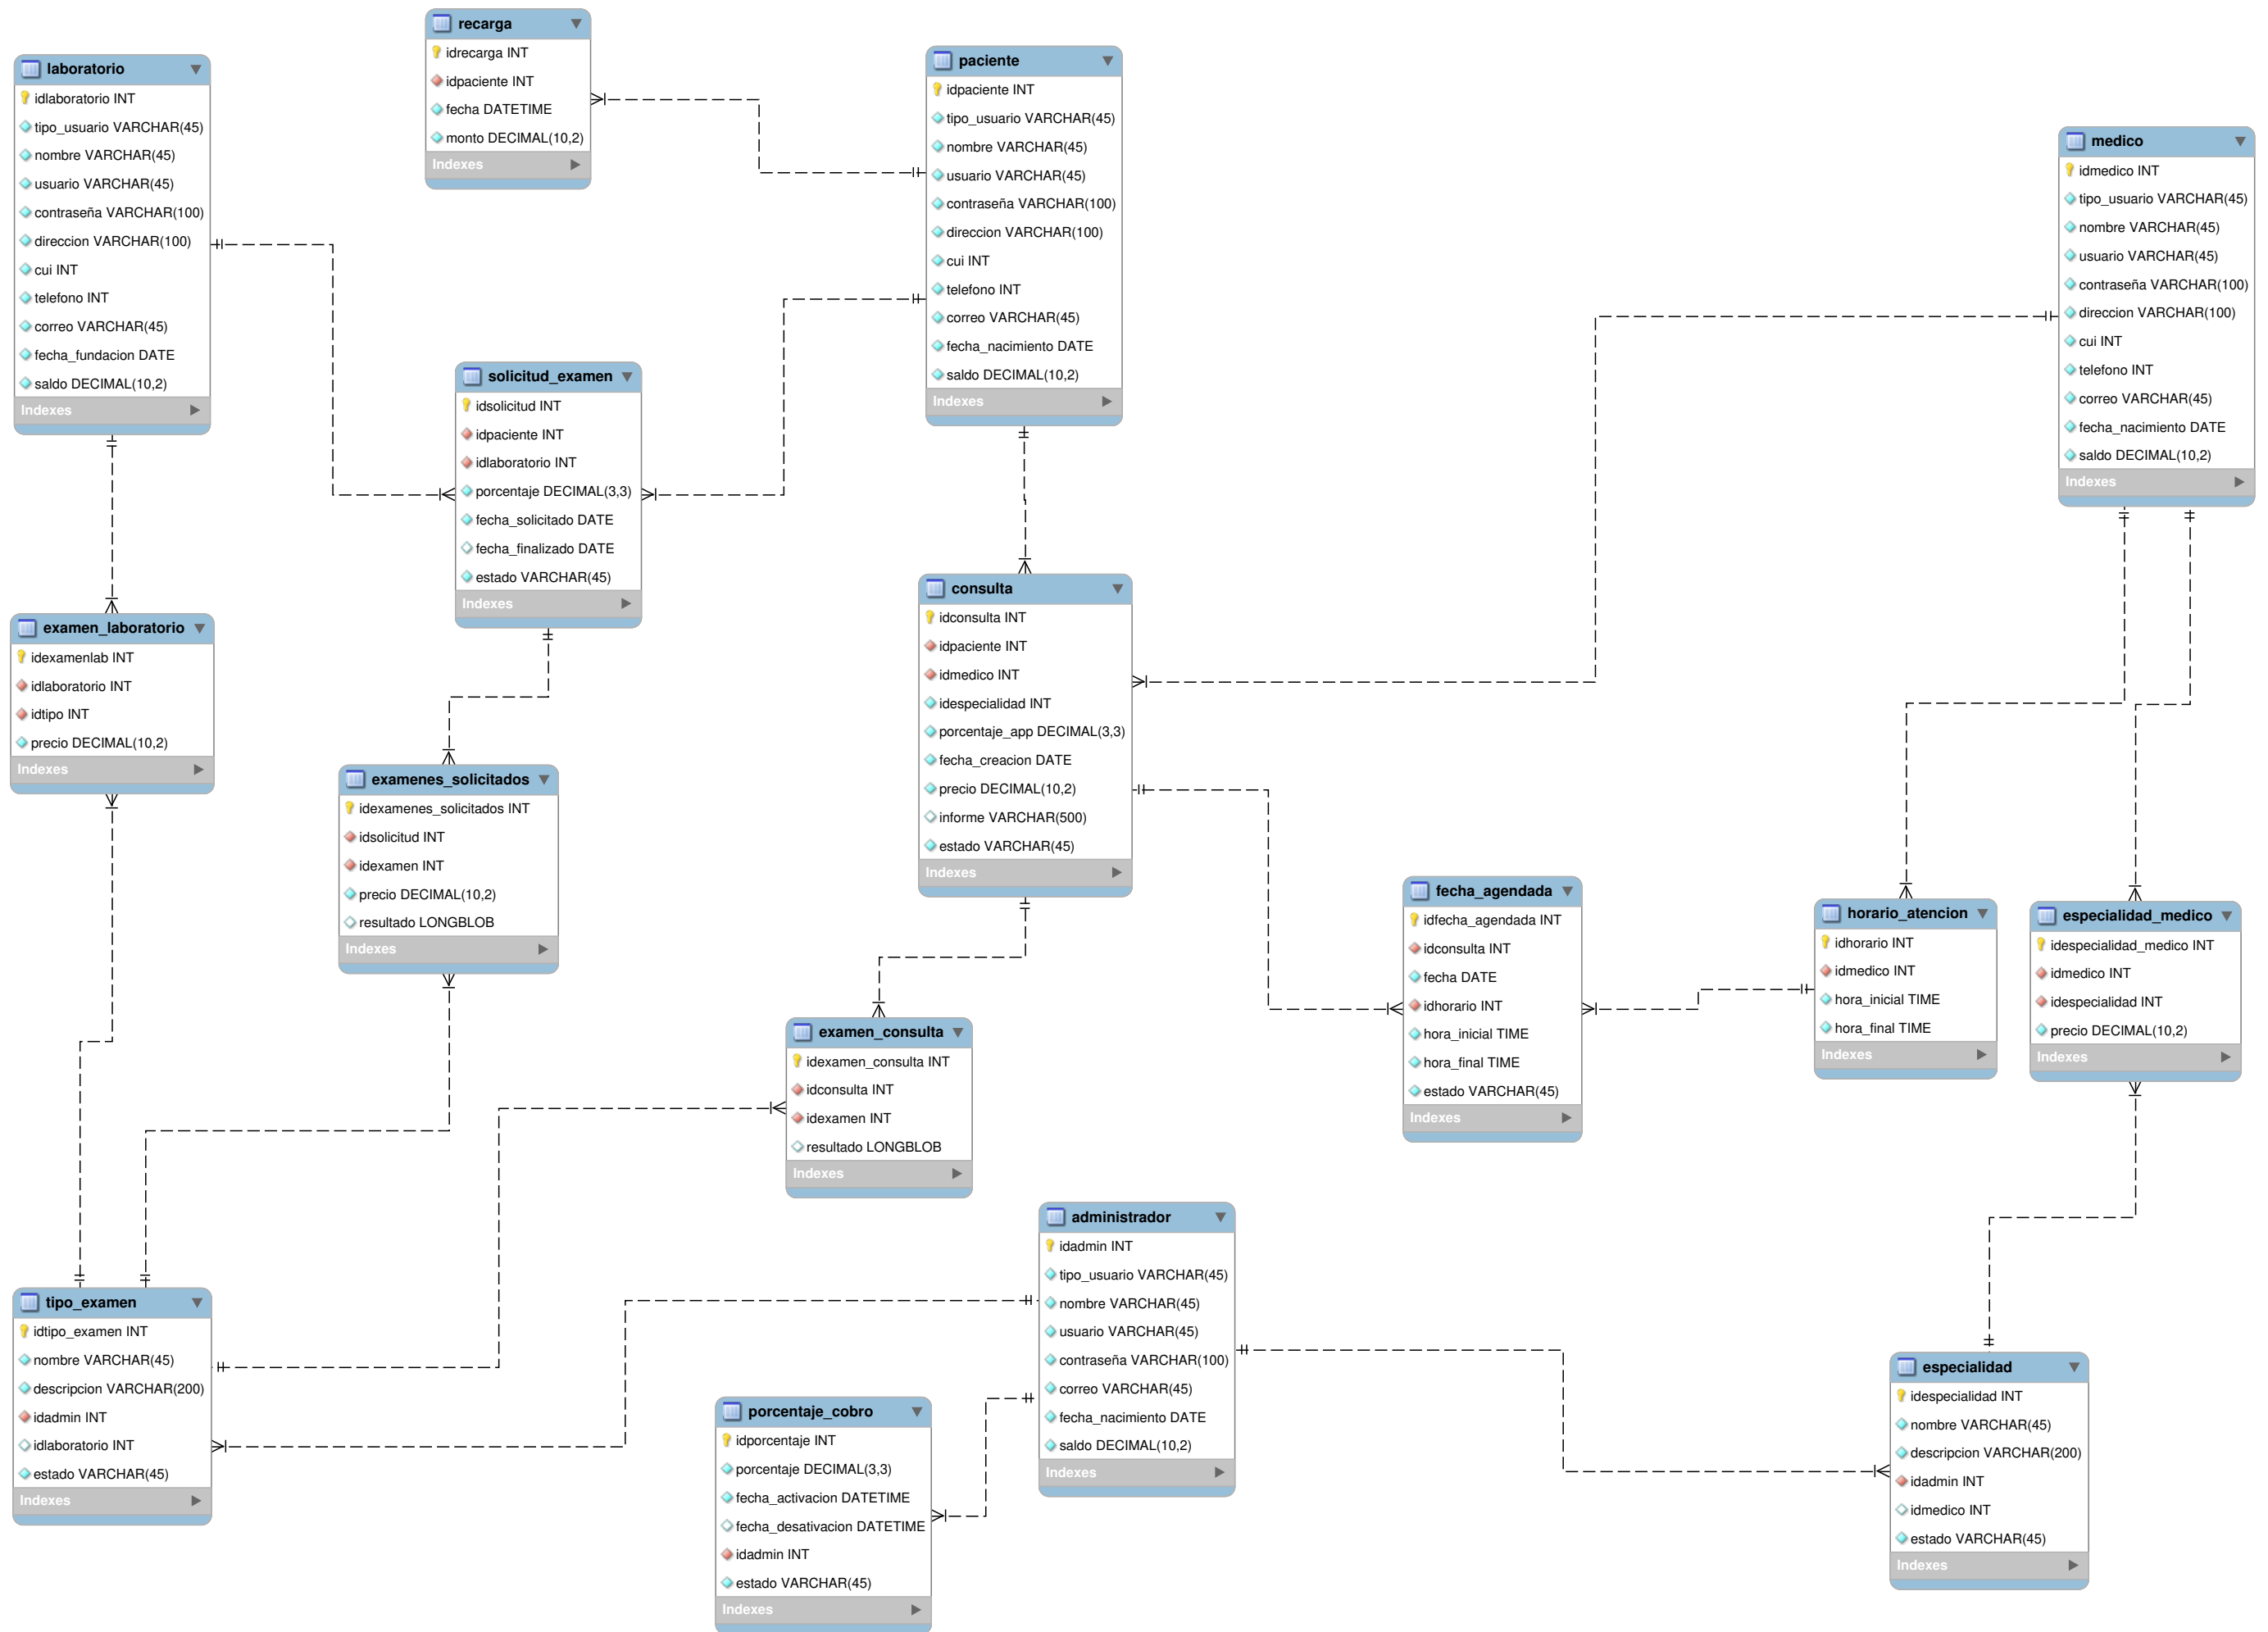 recarga
idrecarga INT
idpaciente INT
fecha DATETIME
monto DECIMAL(10,2)
Indexes
laboratorio
idlaboratorio INT
tipo_usuario VARCHAR(45)
nombre VARCHAR(45)
usuario VARCHAR(45)
contraseña VARCHAR(100)
direccion VARCHAR(100)
cui INT
telefono INT
correo VARCHAR(45)
fecha_fundacion DATE
saldo DECIMAL(10,2)
Indexes
paciente
idpaciente INT
tipo_usuario VARCHAR(45)
nombre VARCHAR(45)
usuario VARCHAR(45)
contraseña VARCHAR(100)
direccion VARCHAR(100)
cui INT
telefono INT
correo VARCHAR(45)
fecha_nacimiento DATE
saldo DECIMAL(10,2)
Indexes
medico
idmedico INT
tipo_usuario VARCHAR(45)
nombre VARCHAR(45)
usuario VARCHAR(45)
contraseña VARCHAR(100)
direccion VARCHAR(100)
cui INT
telefono INT
correo VARCHAR(45)
fecha_nacimiento DATE
saldo DECIMAL(10,2)
Indexes
solicitud_examen
idsolicitud INT
idpaciente INT
idlaboratorio INT
porcentaje DECIMAL(3,3)
fecha_solicitado DATE
fecha_finalizado DATE
estado VARCHAR(45)
Indexes
consulta
idconsulta INT
idpaciente INT
idmedico INT
idespecialidad INT
porcentaje_app DECIMAL(3,3)
fecha_creacion DATE
precio DECIMAL(10,2)
informe VARCHAR(500)
estado VARCHAR(45)
Indexes
examen_laboratorio
idexamenlab INT
idlaboratorio INT
idtipo INT
precio DECIMAL(10,2)
Indexes
examenes_solicitados
idexamenes_solicitados INT
idsolicitud INT
idexamen INT
precio DECIMAL(10,2)
resultado LONGBLOB
Indexes
fecha_agendada
idfecha_agendada INT
idconsulta INT
fecha DATE
idhorario INT
hora_inicial TIME
hora_final TIME
estado VARCHAR(45)
Indexes
horario_atencion
idhorario INT
idmedico INT
hora_inicial TIME
hora_final TIME
Indexes
especialidad_medico
idespecialidad_medico INT
idmedico INT
idespecialidad INT
precio DECIMAL(10,2)
Indexes
examen_consulta
idexamen_consulta INT
idconsulta INT
idexamen INT
resultado LONGBLOB
Indexes
administrador
idadmin INT
tipo_usuario VARCHAR(45)
nombre VARCHAR(45)
usuario VARCHAR(45)
contraseña VARCHAR(100)
correo VARCHAR(45)
fecha_nacimiento DATE
saldo DECIMAL(10,2)
Indexes
tipo_examen
idtipo_examen INT
nombre VARCHAR(45)
descripcion VARCHAR(200)
idadmin INT
idlaboratorio INT
estado VARCHAR(45)
Indexes
especialidad
idespecialidad INT
nombre VARCHAR(45)
descripcion VARCHAR(200)
idadmin INT
idmedico INT
estado VARCHAR(45)
Indexes
porcentaje_cobro
idporcentaje INT
porcentaje DECIMAL(3,3)
fecha_activacion DATETIME
fecha_desativacion DATETIME
idadmin INT
estado VARCHAR(45)
Indexes